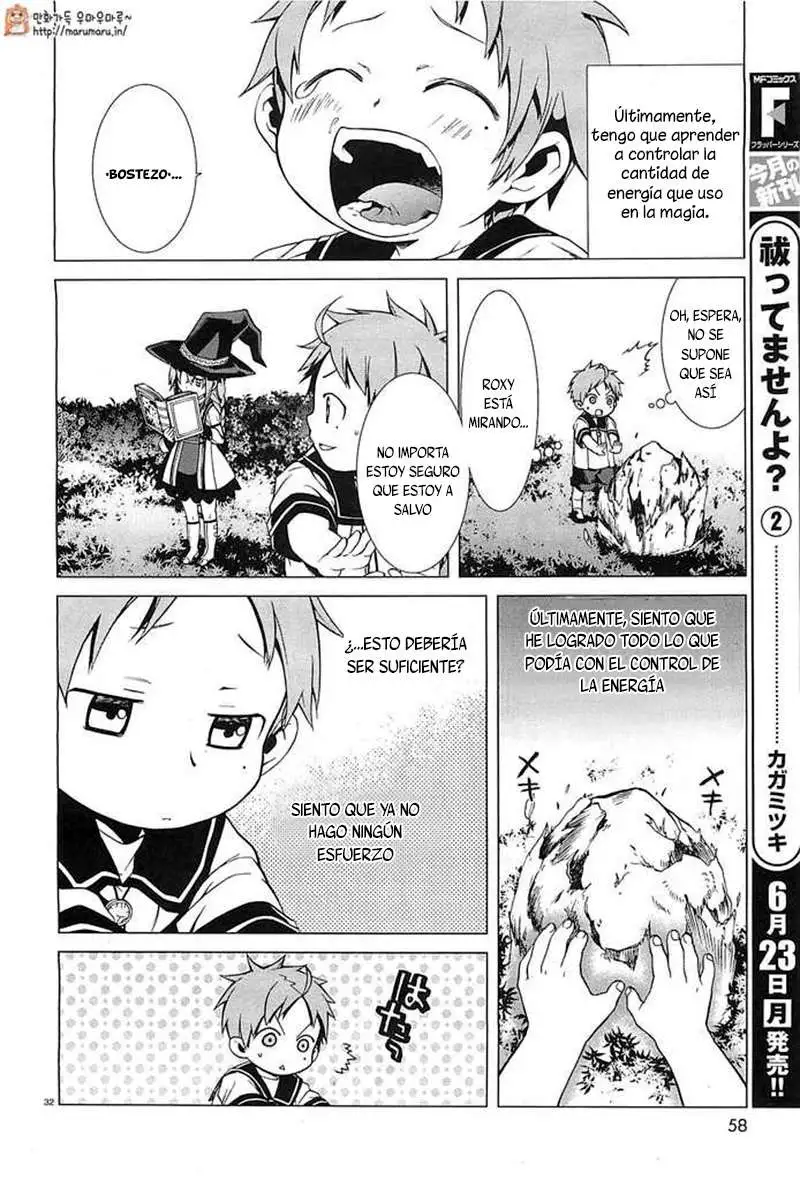 만화가득 우마우마루~
http://marumaru.in/
Últimamente,
tengo que aprender
a controlar la
cantidad de
energía que uso
en la magia.
•BOSTEZO•...
OH, ESPERA,
NO SE
SUPONE
QUE SEA
ASÍ
ROXY
ESTÁ
MIRANDO...
NO IMPORTA
ESTOY SEGURO
QUE ESTOY A
SALVO
ÚLTIMAMENTE, SIENTO QUE
HE LOGRADO TODO LO QUE
PODÍA CON EL CONTROL DE
LA ENERGÍA
メキ
メキ
¿...ESTO DEBERÍA
SER SUFICIENTE?
SIENTO QUE YA NO
HAGO NINGÚN
ESFUERZO
はっ
32
58
MFコミックス
フラッパーシリーズ
今月の
新刊
祓ってませんよ？②
カガミツキ
6月23日月発売!!